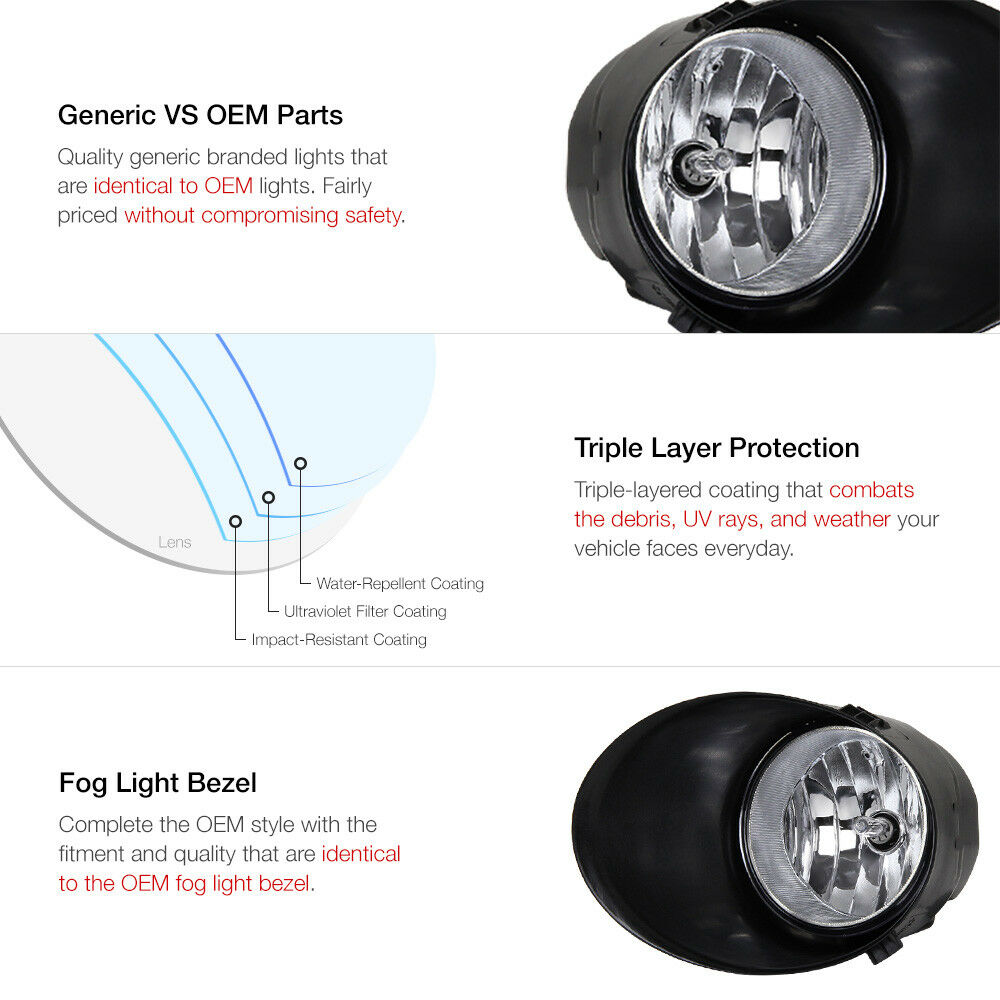 Generic VS OEM Parts
Quality generic branded lights that
are identical to OEM lights. Fairly
priced without compromising safety.
Triple Layer Protection
Triple-layered coating that combats
the debris, UV rays, and weather your
vehicle faces everyday.
Lens
Water-Repellent Coating
Ultraviolet Filter Coating
Impact-Resistant Coating
Fog Light Bezel
Complete the OEM style with the
fitment and quality that are identical
to the OEM fog light bezel.